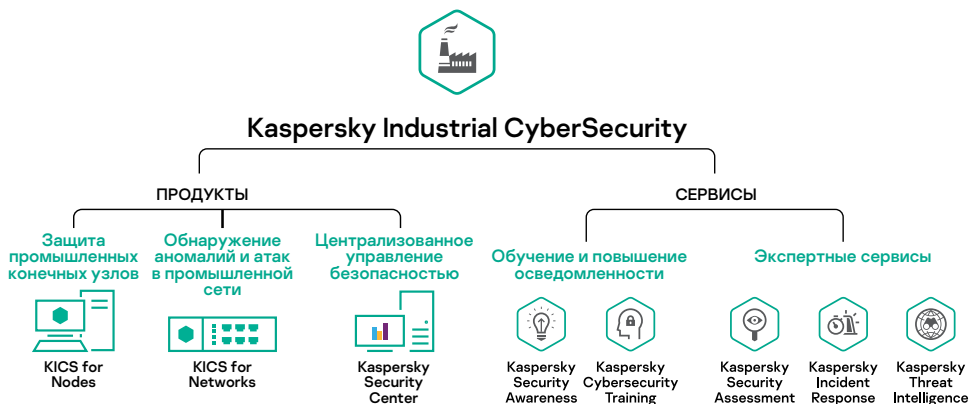 Kaspersky Industrial CyberSecurity
ПРОДУКТЫ
СЕРВИСЫ
Защита
промышленных
конечных узлов
Обнаружение
аномалий и атак
в промышленной
сети
Централизованное
управление
безопасностью
Обучение и повышение
осведомленности
Экспертные сервисы
KICS for
Nodes
KICS for
Networks
Kaspersky
Security
Center
Kaspersky
Security
Awareness
Kaspersky
Cybersecurity
Training
Kaspersky
Security
Assessment
Kaspersky
Incident
Response
Kaspersky
Threat
Intelligence